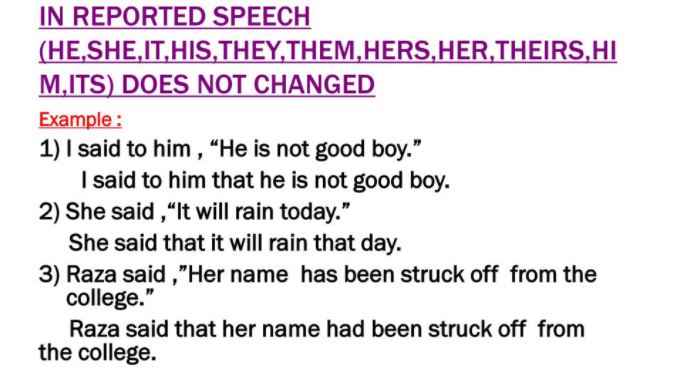 IN REPORTED SPEECH
(HE,SHE,IT,HIS,THEY,THEM,HERS,HER,THEIRS,HI
M,ITS) DOES NOT CHANGED
Example :
1) I said to him , “He is not good boy.”
I said to him that he is not good boy.
2) She said ,“It will rain today.”
She said that it will rain that day.
3) Raza said ,”Her name has been struck off from the
college.”
Raza said that her name had been struck off from
the college.